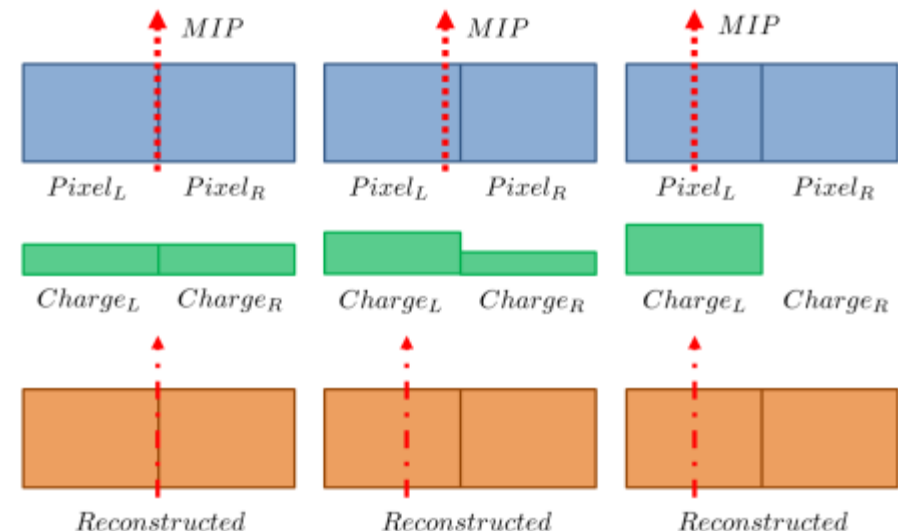 MIP MIP MIP
Pixel_L Pixel_R Pixel_L Pixel_R Pixel_L Pixel_R
Charge_L Charge_R Charge_L Charge_R Charge_L Charge_R
Reconstructed Reconstructed Reconstructed